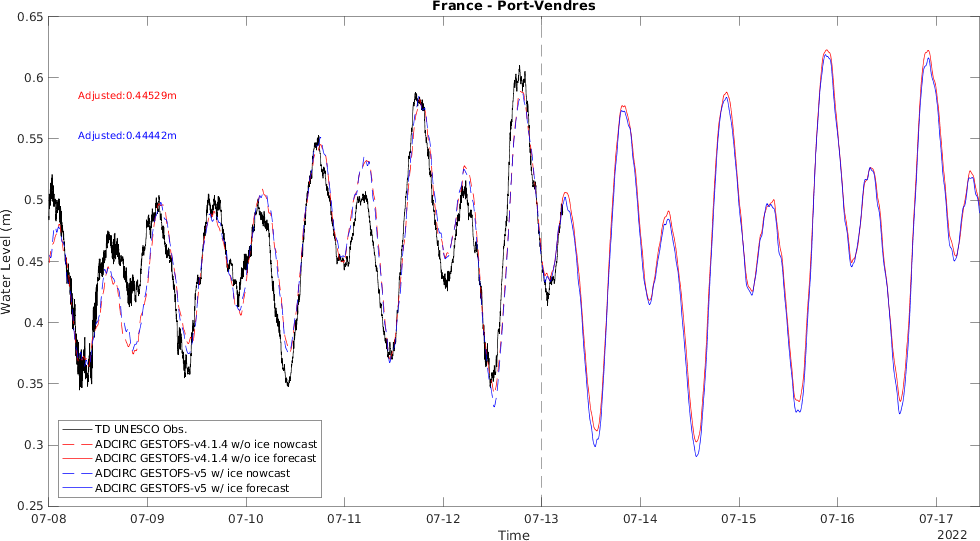 France - Port-Vendres
0.65
0.6
0.55
0.5
0.45
0.4
0.35
0.3
0.25
Water Level (m)
Adjusted:0.44529m
Adjusted:0.44442m
TD UNESCO Obs.
ADCIRC GESTOFS-v4.1.4 w/o ice nowcast
ADCIRC GESTOFS-v4.1.4 w/o ice forecast
ADCIRC GESTOFS-v5 w/ ice nowcast
ADCIRC GESTOFS-v5 w/ ice forecast
07-08 07-09 07-10 07-11 07-12 07-13 07-14 07-15 07-16 07-17
Time
2022